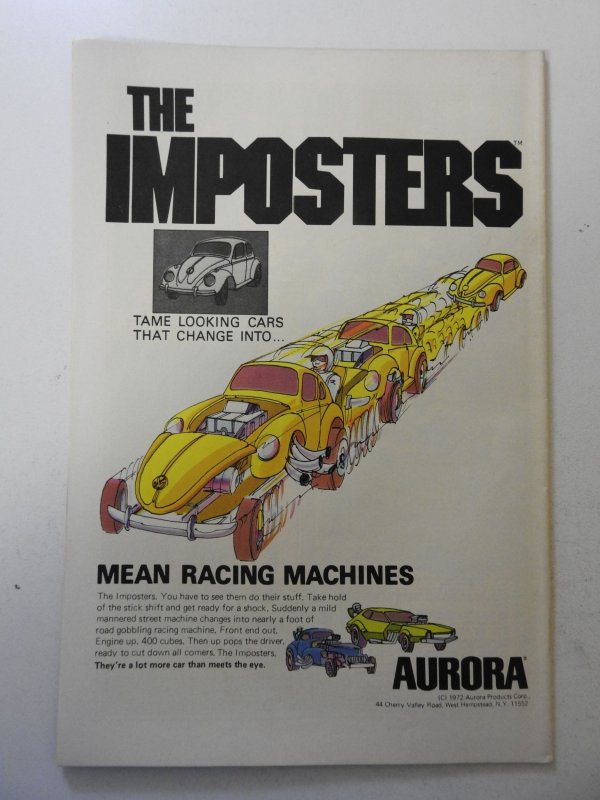 THE
IMPOSTERS™
TAME LOOKING CARS
THAT CHANGE INTO...
MEAN RACING MACHINES
The Imposters. You have to see them do their stuff. Take hold
of the stick shift and get ready for a shock. Suddenly a mild
mannered street machine changes into nearly a foot of
road gobbling racing machine. Front end out.
Engine up. 400 cubes. Then up pops the driver,
ready to cut down all comers. The Imposters.
They're a lot more car than meets the eye.
AURORA®
(C) 1972 Aurora Products Corp.,
44 Cherry Valley Road, West Hempstead, N.Y. 11552